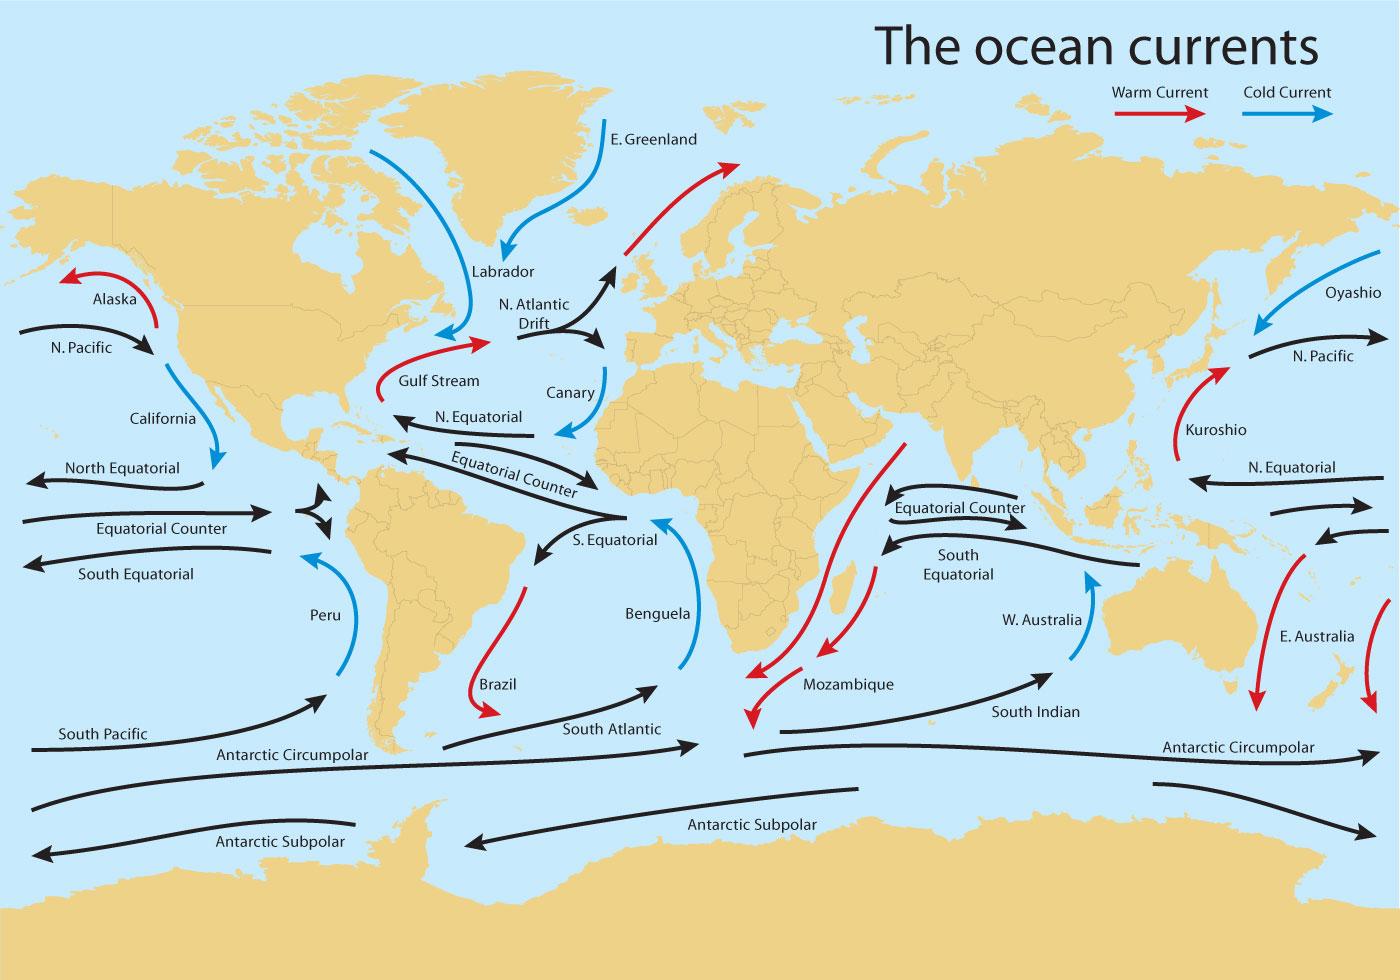 The ocean currents
Warm Current
Cold Current
E. Greenland
Labrador
Alaska
N. Atlantic
Drift
Oyashio
N. Pacific
N. Pacific
Gulf Stream
Canary
California
N. Equatorial
Kuroshio
North Equatorial
Equatorial Counter
N. Equatorial
Equatorial Counter
Equatorial Counter
S. Equatorial
South
Equatorial
South Equatorial
Peru
Benguela
W. Australia
E. Australia
Brazil
Mozambique
South Indian
South Pacific
South Atlantic
Antarctic Circumpolar
Antarctic Circumpolar
Antarctic Subpolar
Antarctic Subpolar